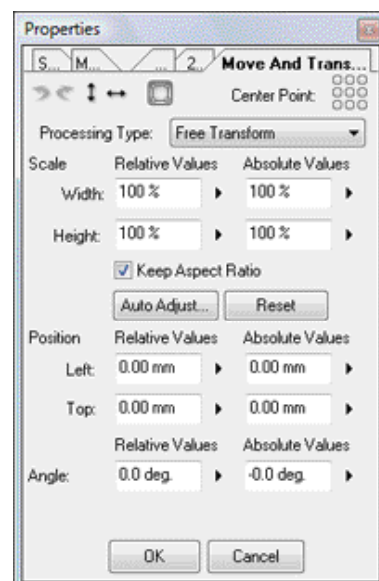 Properties
S... M... ... 2.. Move And Trans...
Center Point:
Processing Type: Free Transform
Scale Relative Values Absolute Values
Width: 100 % 100 %
Height: 100 % 100 %
Keep Aspect Ratio
Auto Adjust... Reset
Position Relative Values Absolute Values
Left: 0.00 mm 0.00 mm
Top: 0.00 mm 0.00 mm
Relative Values Absolute Values
Angle: 0.0 deg. -0.0 deg.
OK Cancel